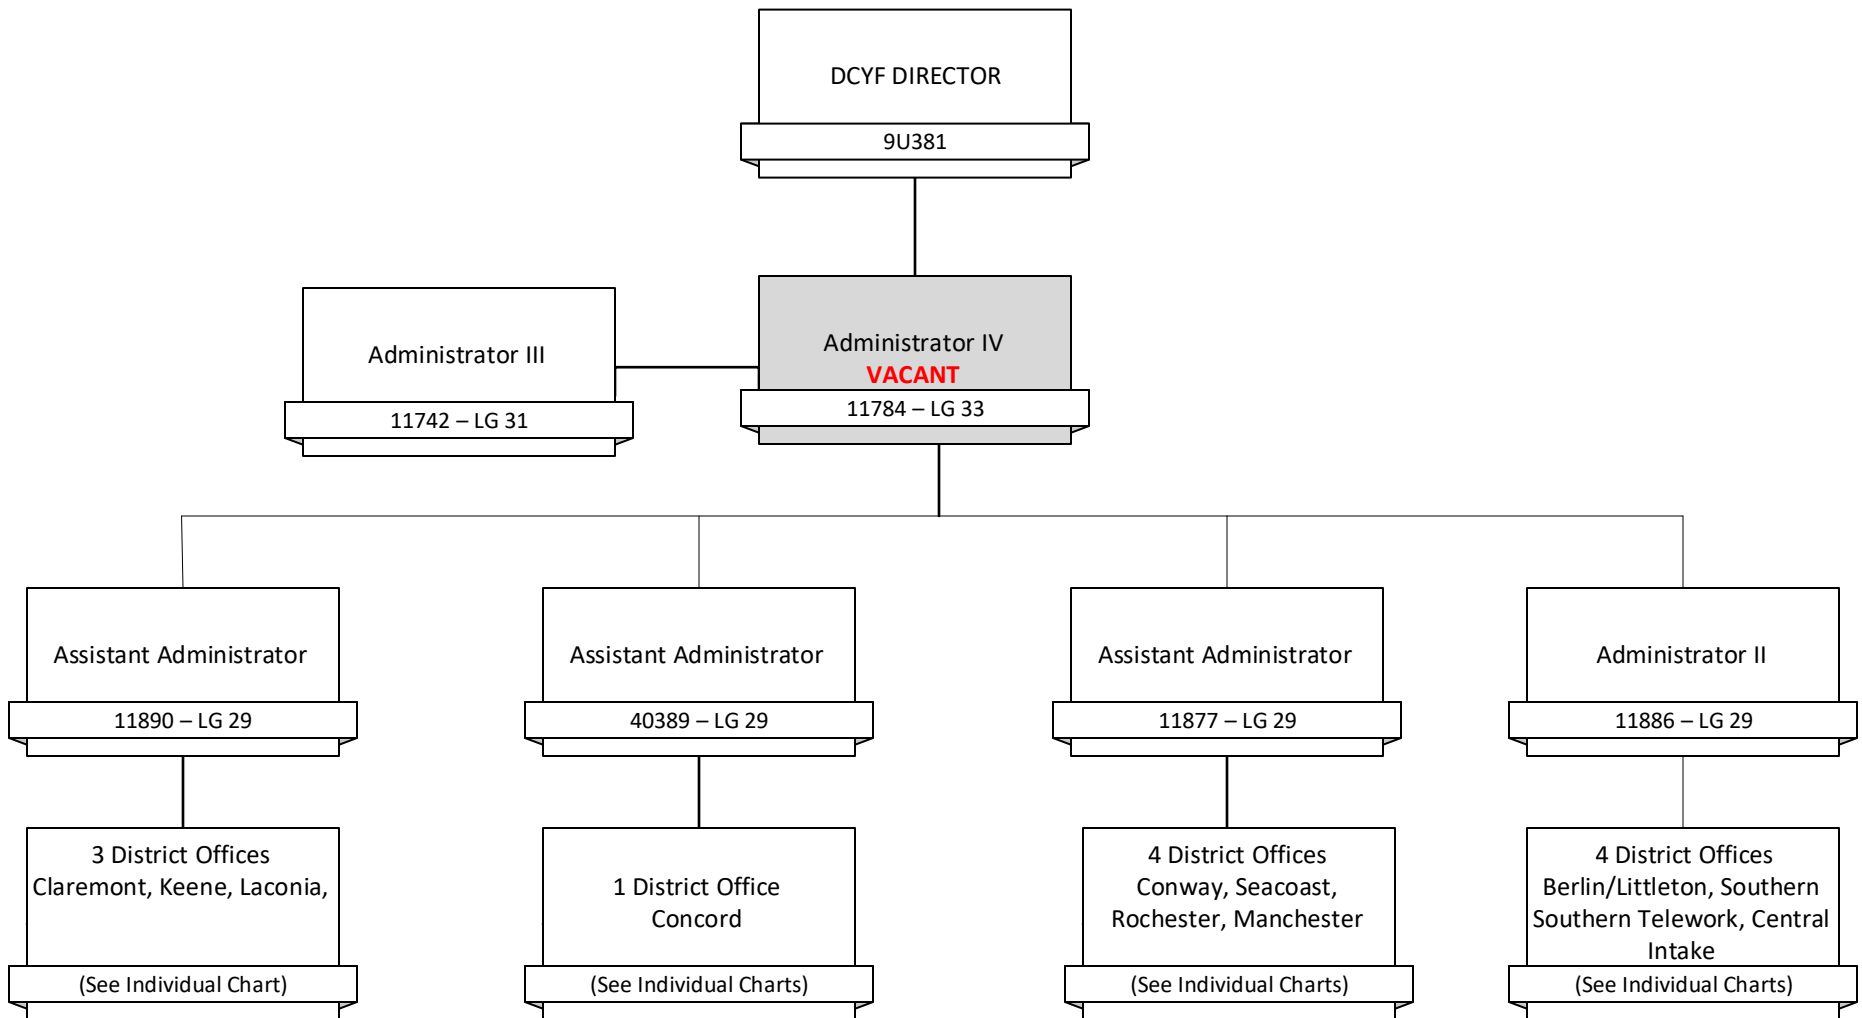 DCYF DIRECTOR
9U381
Administrator III
11742 – LG 31
Administrator IV
VACANT
11784 – LG 33
Assistant Administrator
11890 – LG 29
Assistant Administrator
40389 – LG 29
Assistant Administrator
11877 – LG 29
Administrator II
11886 – LG 29
3 District Offices
Claremont, Keene, Laconia,
(See Individual Chart)
1 District Office
Concord
(See Individual Charts)
4 District Offices
Conway, Seacoast,
Rochester, Manchester
(See Individual Charts)
4 District Offices
Berlin/Littleton, Southern
Southern Telework, Central
Intake
(See Individual Charts)